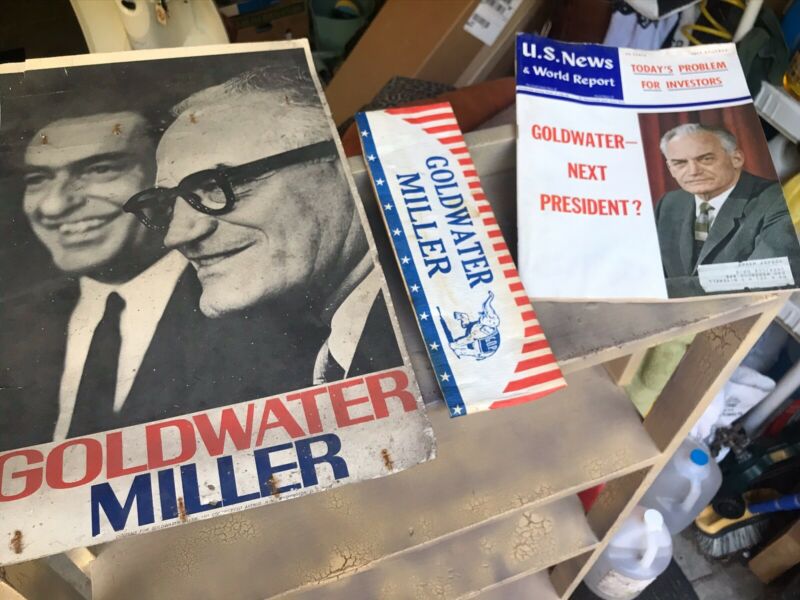 GOLDWATER
MILLER
GOLDWATER
MILLER
U.S. News
& World Report
TODAY'S PROBLEM
FOR INVESTORS
GOLDWATER—
NEXT
PRESIDENT?